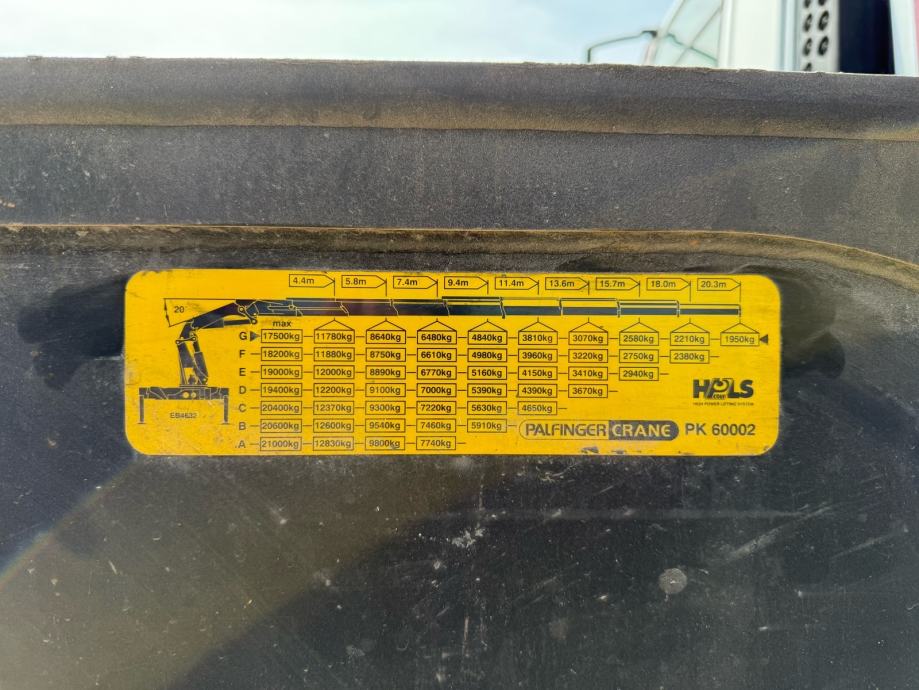 4.4m 5.8m 7.4m 9.4m 11.4m 13.6m 15.7m 18.0m 20.3m
20°
max
G 17500kg 11780kg 8640kg 6480kg 4840kg 3810kg 3070kg 2580kg 2210kg 1950kg
F 18200kg 11880kg 8750kg 6610kg 4980kg 3960kg 3220kg 2750kg 2380kg
E 19000kg 12000kg 8890kg 6770kg 5160kg 4150kg 3410kg 2940kg
D 19400kg 12200kg 9100kg 7000kg 5390kg 4390kg 3670kg
HPLS
HIGH POWER LIFTING SYSTEM
C 20400kg 12370kg 9300kg 7220kg 5630kg 4650kg
EB4632
B 20600kg 12600kg 9540kg 7460kg 5910kg
PALFINGER CRANE PK 60002
A 21000kg 12830kg 9800kg 7740kg